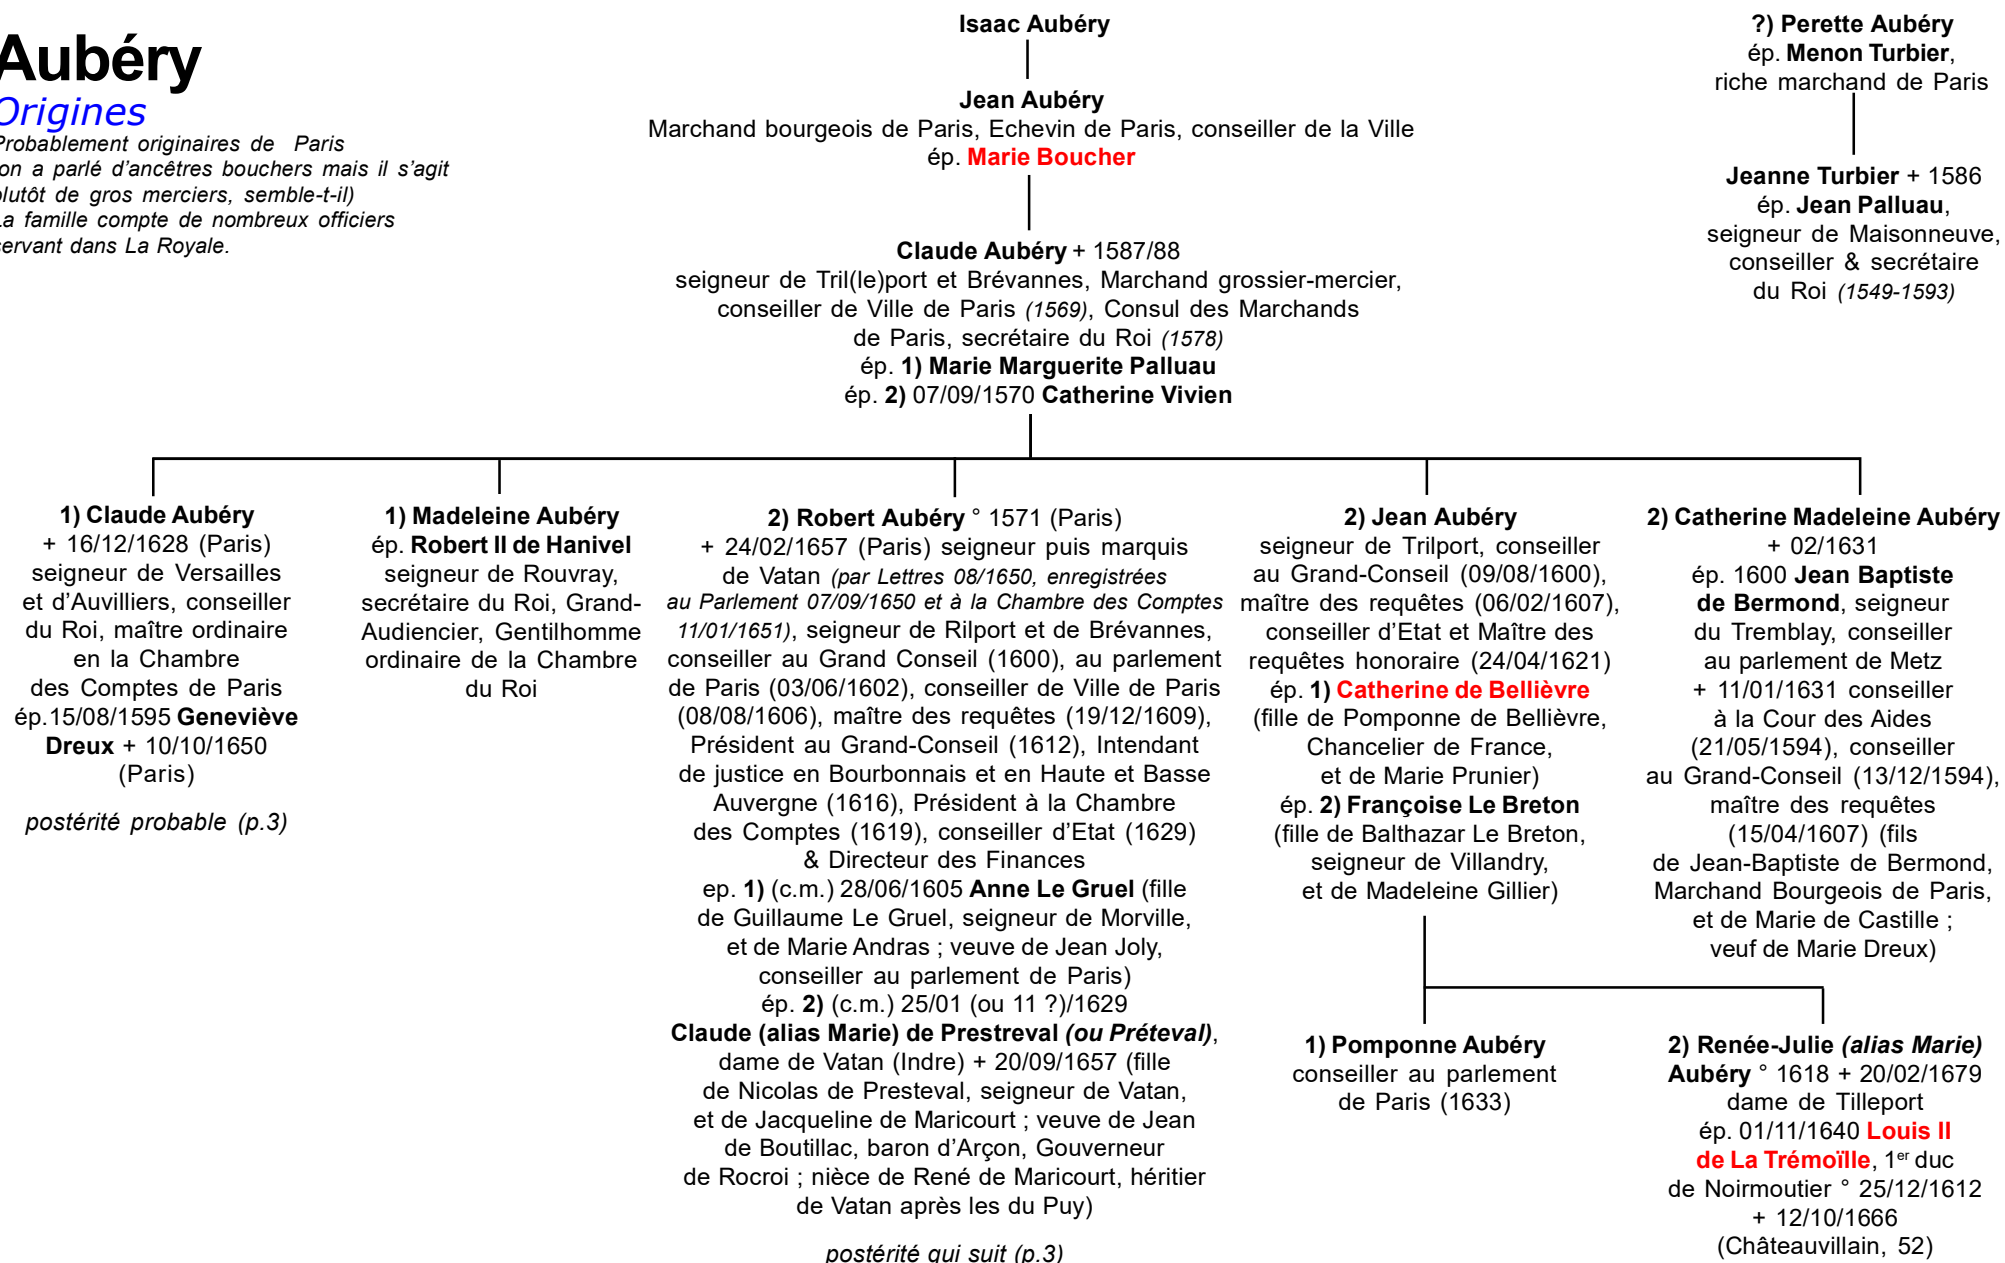 Aubéry
Origines
Probablement originaires de Paris
on a parlé d'ancêtres bouchers mais il s'agit
plutôt de gros merciers, semble-t-il)
La famille compte de nombreux officiers
servant dans La Royale.
Isaac Aubéry
Jean Aubéry
Marchand bourgeois de Paris, Echevin de Paris, conseiller de la Ville
ép. Marie Boucher
Claude Aubéry + 1587/88
seigneur de Tril(le)port et Brévannes, Marchand grossier-mercier,
conseiller de Ville de Paris (1569), Consul des Marchands
de Paris, secrétaire du Roi (1578)
ép. 1) Marie Marguerite Palluau
ép. 2) 07/09/1570 Catherine Vivien
?) Perette Aubéry
ép. Menon Turbier,
riche marchand de Paris
Jeanne Turbier + 1586
ép. Jean Palluau,
seigneur de Maisonneuve,
conseiller & secrétaire
du Roi (1549-1593)
1) Claude Aubéry
+ 16/12/1628 (Paris)
seigneur de Versailles
et d'Auvilliers, conseiller
du Roi, maître ordinaire
en la Chambre
des Comptes de Paris
ép.15/08/1595 Geneviève
Dreux + 10/10/1650
(Paris)
postérité probable (p.3)
1) Madeleine Aubéry
ép. Robert II de Hanivel
seigneur de Rouvray,
secrétaire du Roi, Grand-
Audiencier, Gentilhomme
ordinaire de la Chambre
du Roi
2) Robert Aubéry ° 1571 (Paris)
+ 24/02/1657 (Paris) seigneur puis marquis
de Vatan (par Lettres 08/1650, enregistrées
au Parlement 07/09/1650 et à la Chambre des Comptes
11/01/1651), seigneur de Rilport et de Brévannes,
conseiller au Grand Conseil (1600), au parlement
de Paris (03/06/1602), conseiller de Ville de Paris
(08/08/1606), maître des requêtes (19/12/1609),
Président au Grand-Conseil (1612), Intendant
de justice en Bourbonnais et en Haute et Basse
Auvergne (1616), Président à la Chambre
des Comptes (1619), conseiller d'Etat (1629)
& Directeur des Finances
ep. 1) (c.m.) 28/06/1605 Anne Le Gruel (fille
de Guillaume Le Gruel, seigneur de Morville,
et de Marie Andras ; veuve de Jean Joly,
conseiller au parlement de Paris)
ép. 2) (c.m.) 25/01 (ou 11 ?)/1629
Claude (alias Marie) de Prestreval (ou Préteval),
dame de Vatan (Indre) + 20/09/1657 (fille
de Nicolas de Presteval, seigneur de Vatan,
et de Jacqueline de Maricourt ; veuve de Jean
de Boutillac, baron d'Arçon, Gouverneur
de Rocroi ; nièce de René de Maricourt, héritier
de Vatan après les du Puy)
postérité qui suit (p.3)
2) Jean Aubéry
seigneur de Trilport, conseiller
au Grand-Conseil (09/08/1600),
maître des requêtes (06/02/1607),
conseiller d'Etat et Maître des
requêtes honoraire (24/04/1621)
ép. 1) Catherine de Bellièvre
(fille de Pomponne de Bellièvre,
Chancelier de France,
et de Marie Prunier)
ép. 2) Françoise Le Breton
(fille de Balthazar Le Breton,
seigneur de Villandry,
et de Madeleine Gillier)
2) Catherine Madeleine Aubéry
+ 02/1631
ép. 1600 Jean Baptiste
de Bermond, seigneur
du Tremblay, conseiller
au parlement de Metz
+ 11/01/1631 conseiller
à la Cour des Aides
(21/05/1594), conseiller
au Grand-Conseil (13/12/1594),
maître des requêtes
(15/04/1607) (fils
de Jean-Baptiste de Bermond,
Marchand Bourgeois de Paris,
et de Marie de Castille ;
veuf de Marie Dreux)
1) Pomponne Aubéry
conseiller au parlement
de Paris (1633)
2) Renée-Julie (alias Marie)
Aubéry ° 1618 + 20/02/1679
dame de Tilleport
ép. 01/11/1640 Louis II
de La Trémoïlle, 1er duc
de Noirmoutier ° 25/12/1612
+ 12/10/1666
(Châteauvillain, 52)